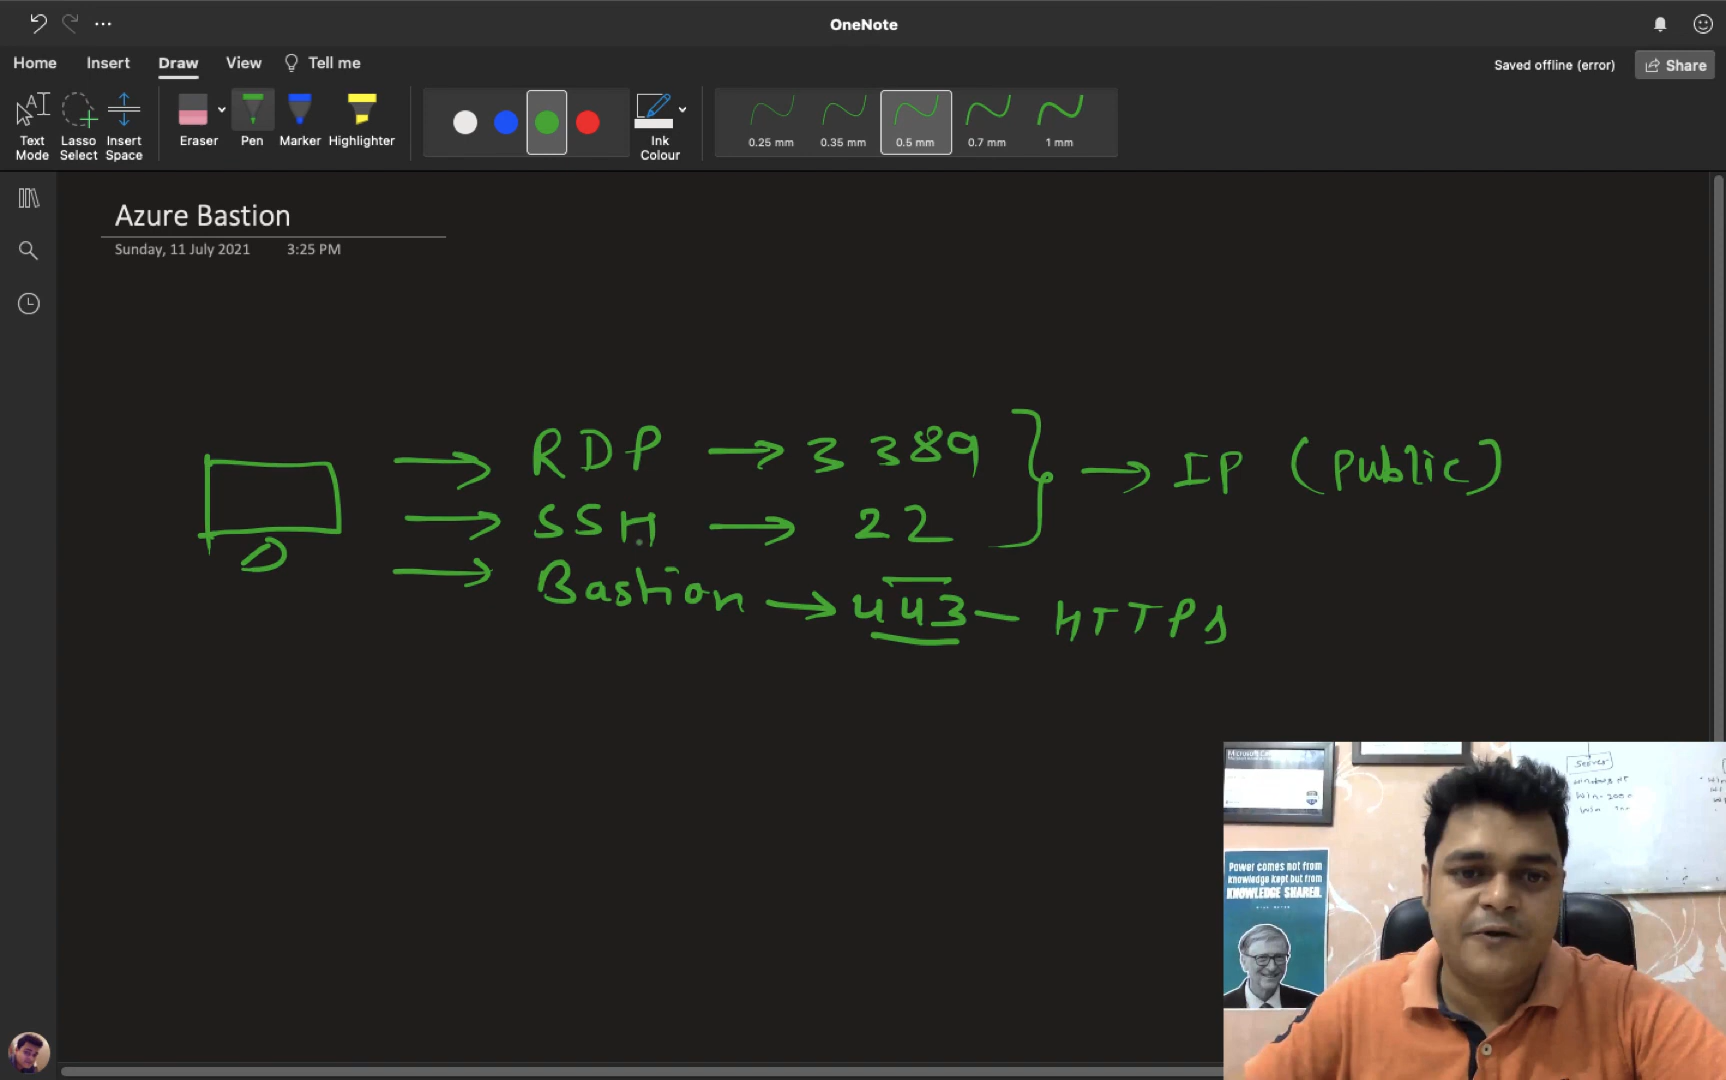 OneNote
Home Insert Draw View Tell me
Saved offline (error) Share
Text Mode
Lasso Select
Insert Space
Eraser
Pen
Marker
Highlighter
Ink Colour
0.25 mm
0.35 mm
0.5 mm
0.7 mm
1 mm
Azure Bastion
Sunday, 11 July 2021 3:25 PM
RDP → 3389 } → IP (Public)
SSH → 22
Bastion → 443 — HTTPS
Server
Power comes not from
knowledge kept but from
KNOWLEDGE SHARED.